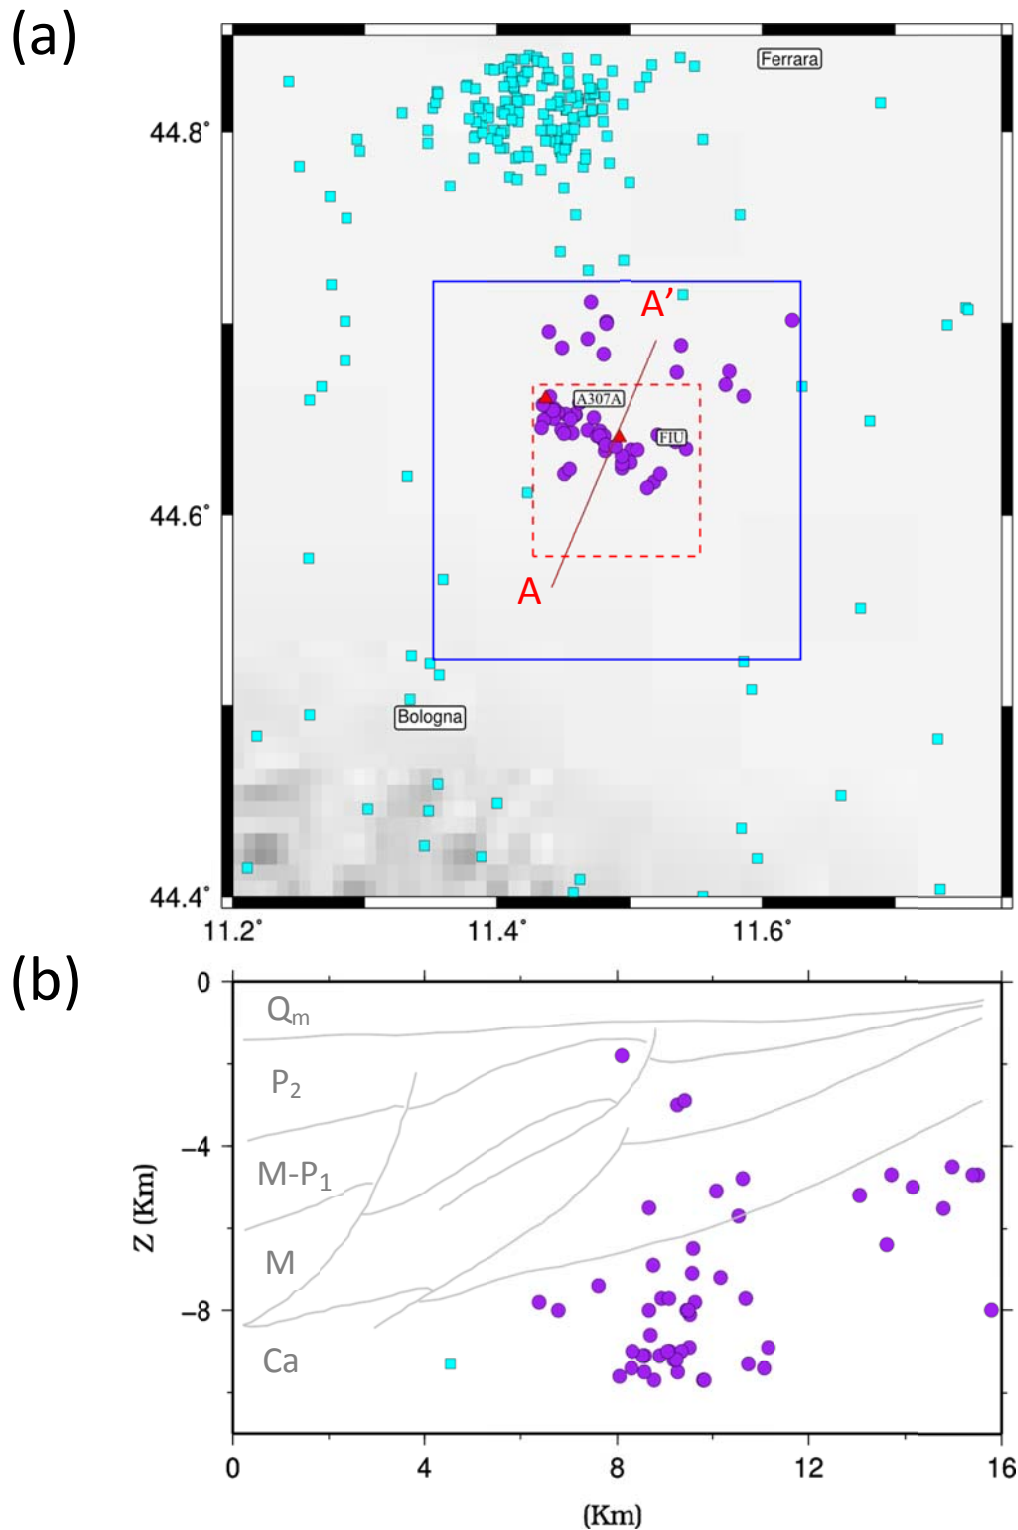 (a)
Ferrara
44.8°
A'
A307A
FIU
44.6°
A
Bologna
44.4°
11.2°
11.4°
11.6°
(b)
0
Qm
P2
−4
M-P1
Z (Km)
M
−8
Ca
0
4
8
12
16
(Km)